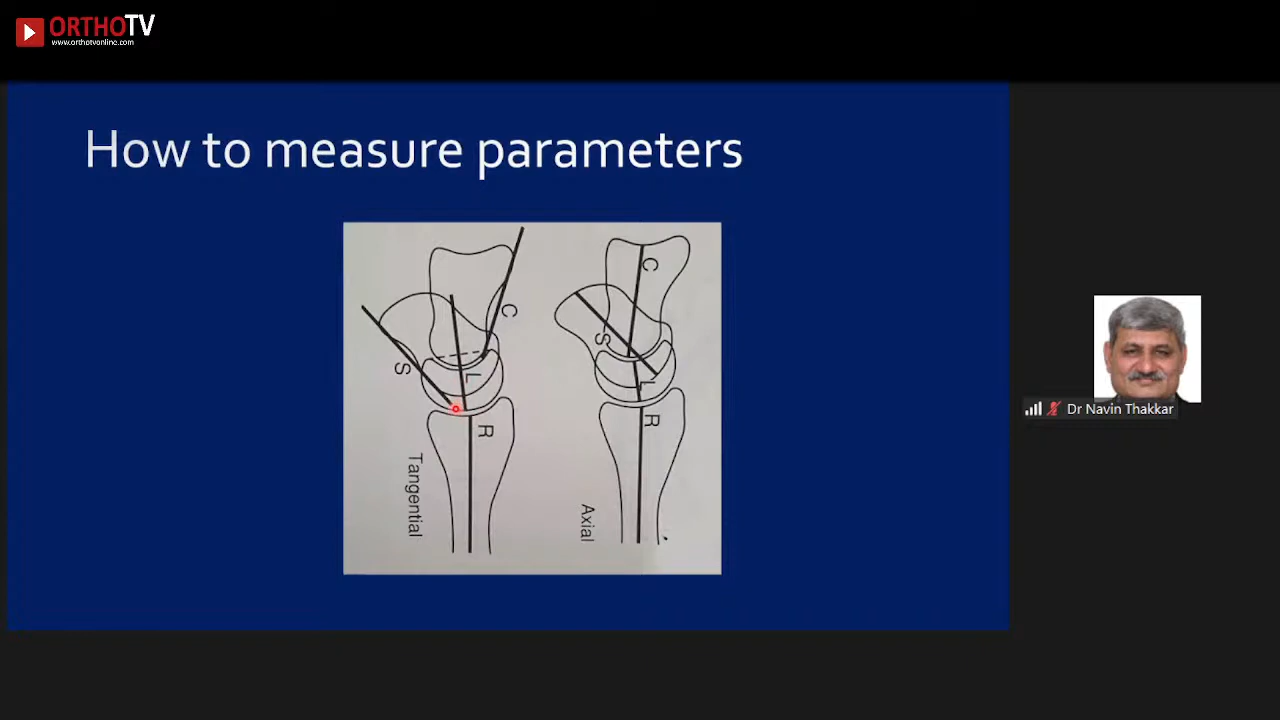 ORTHOTV
www.orthotvonline.com
How to measure parameters
C
S
L
R
Tangential
C
S
L
R
Axial
Dr Navin Thakkar